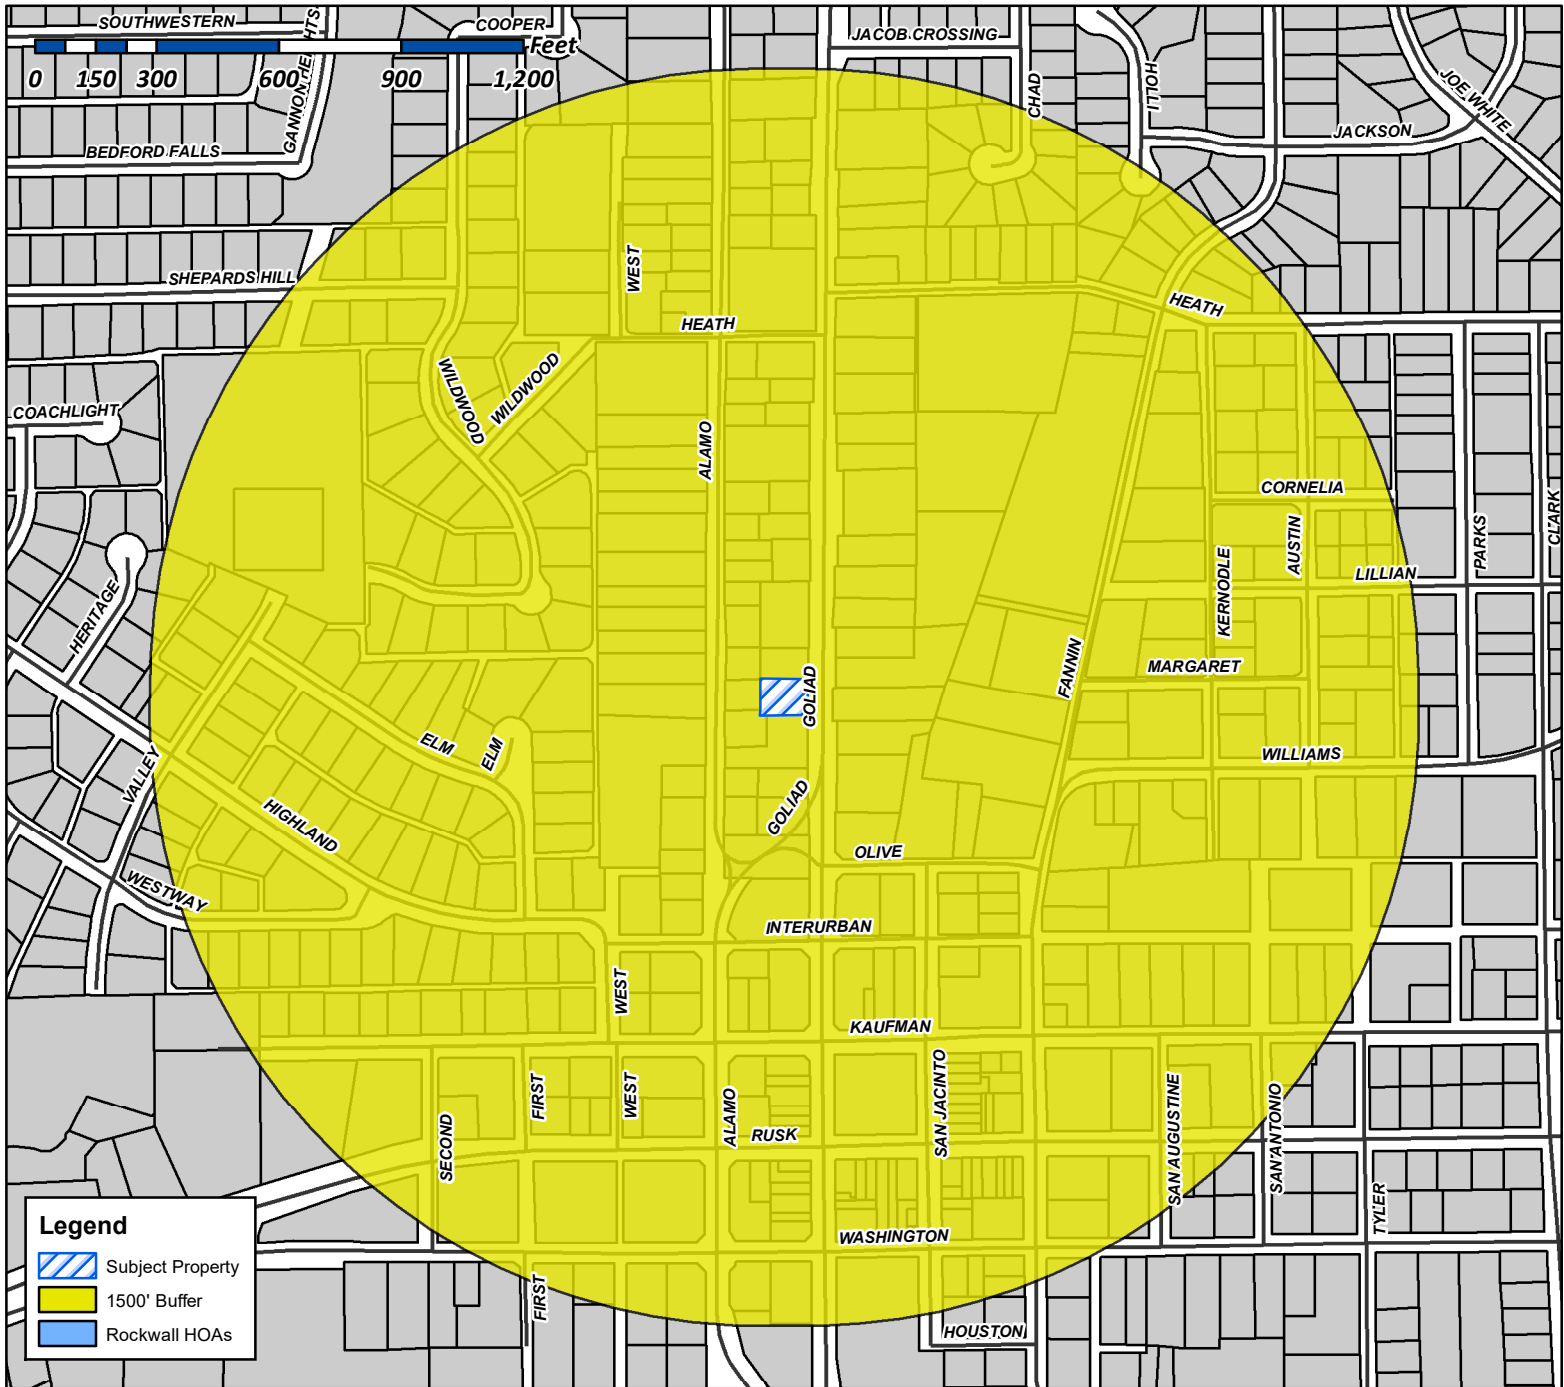 SOUTHWESTERN
COOPER
JACOB CROSSING
GANNON HEIGHTS
Feet
0 150 300 600 900 1,200
CHAD
HOLLI
JOE WHITE
JACKSON
BEDFORD FALLS
SHEPARDS HILL
WEST
HEATH
HEATH
WILDWOOD
WILDWOOD
COACHLIGHT
ALAMO
CORNELIA
AUSTIN
PARKS
CLARK
KERNODLE
LILLIAN
HERITAGE
FANNIN
MARGARET
GOLIAD
ELM
ELM
WILLIAMS
VALLEY
HIGHLAND
GOLIAD
OLIVE
WESTWAY
INTERURBAN
WEST
KAUFMAN
FIRST
WEST
ALAMO
SAN JACINTO
SAN AUGUSTINE
SAN ANTONIO
SECOND
RUSK
TYLER
WASHINGTON
FIRST
HOUSTON
Legend
Subject Property
1500' Buffer
Rockwall HOAs